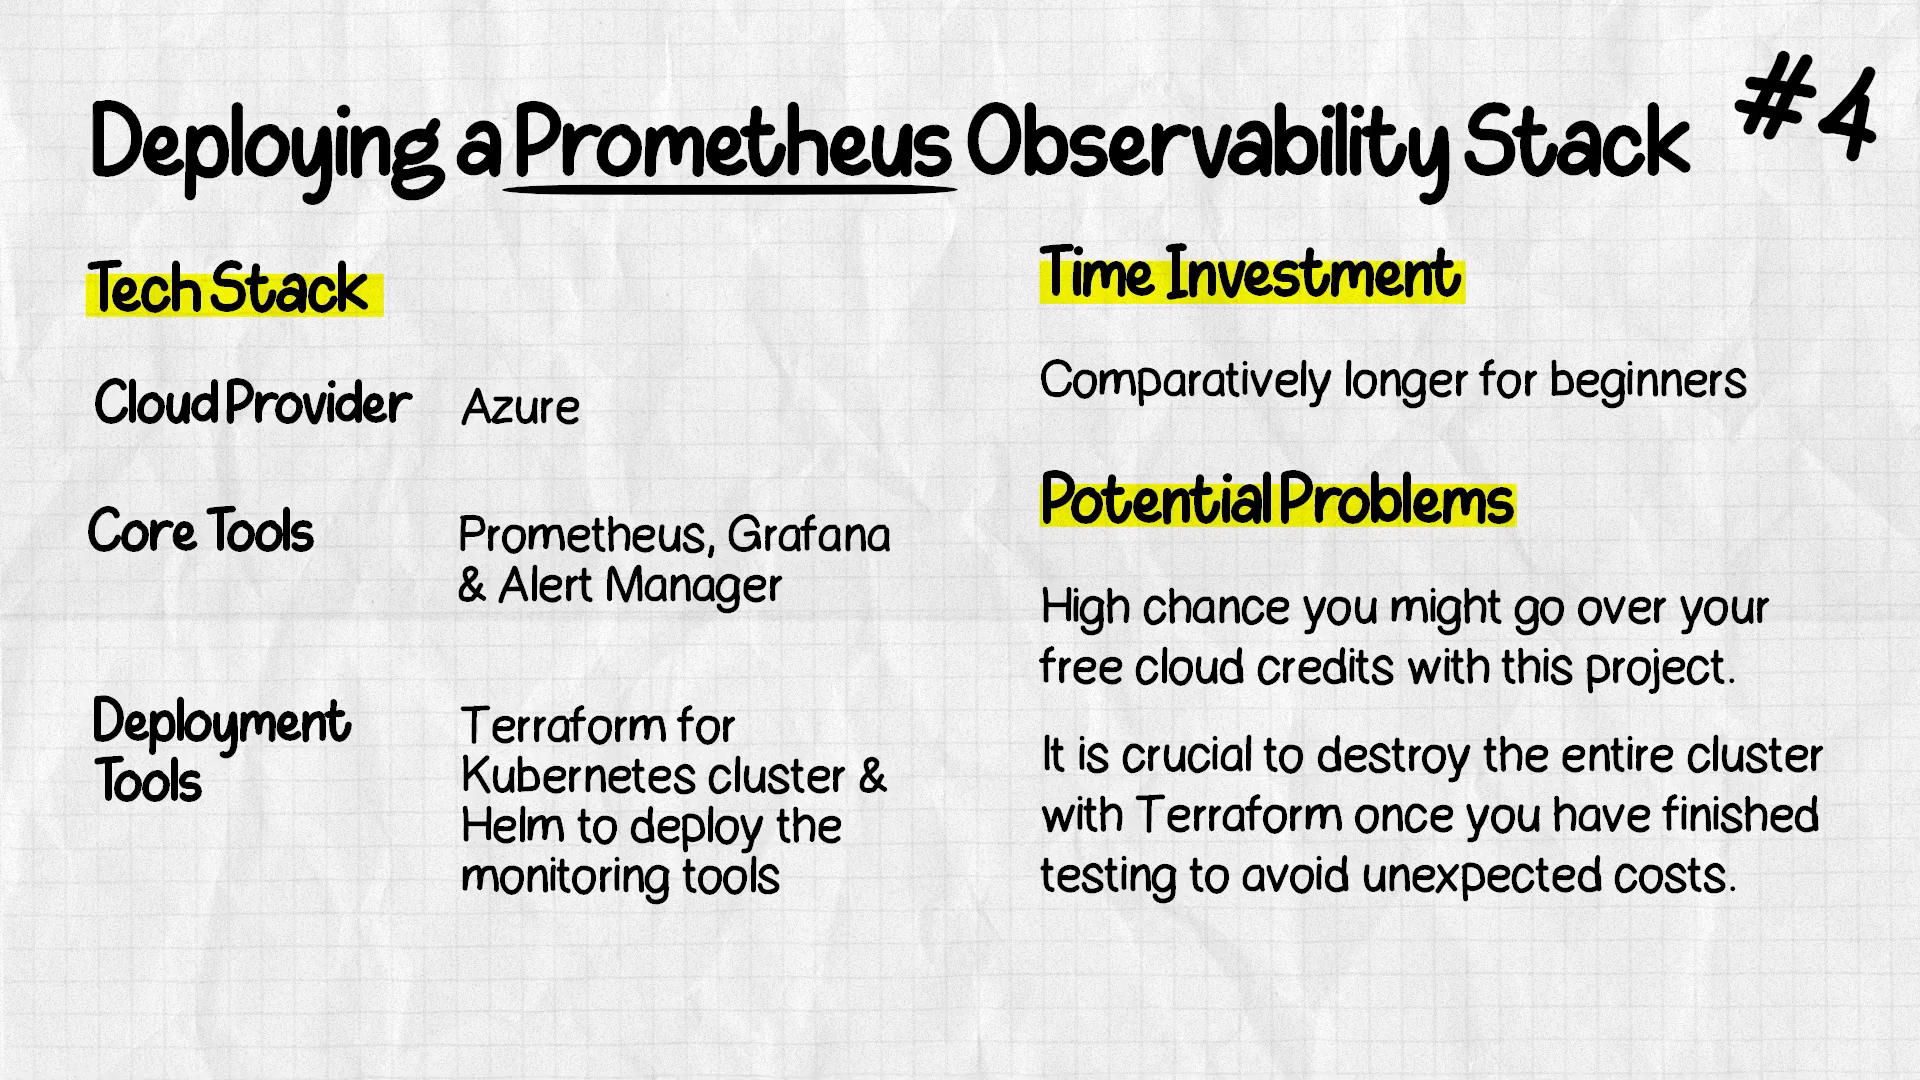 Deploying a Prometheus Observability Stack
#4
Tech Stack
Cloud Provider
Azure
Core Tools
Prometheus, Grafana
& Alert Manager
Deployment
Tools
Terraform for
Kubernetes cluster &
Helm to deploy the
monitoring tools
Time Investment
Comparatively longer for beginners
Potential Problems
High chance you might go over your
free cloud credits with this project.
It is crucial to destroy the entire cluster
with Terraform once you have finished
testing to avoid unexpected costs.